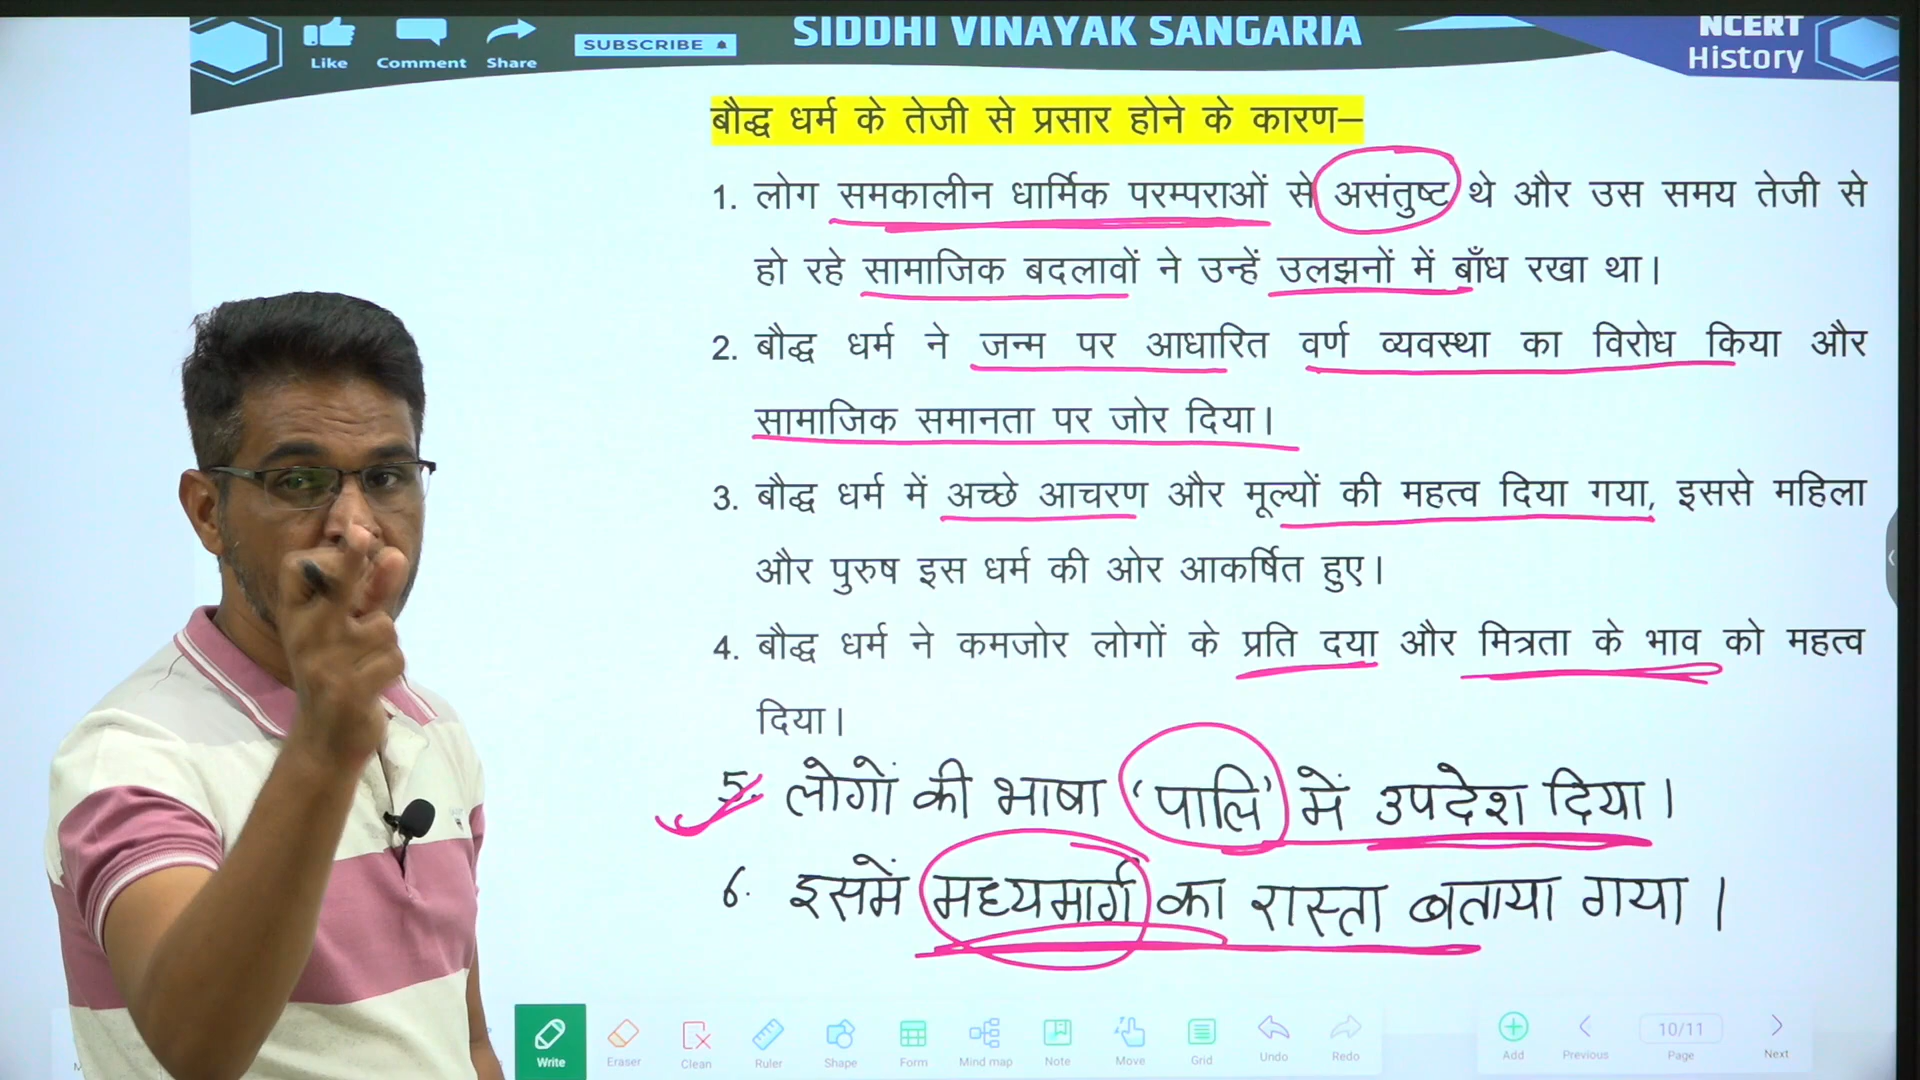 SIDDHI VINAYAK SANGARIA
NCERT
History
Like
Comment
Share
SUBSCRIBE
बौद्ध धर्म के तेजी से प्रसार होने के कारण–
1. लोग समकालीन धार्मिक परम्पराओं से असंतुष्ट थे और उस समय तेजी से
हो रहे सामाजिक बदलावों ने उन्हें उलझनों में बाँध रखा था।
2. बौद्ध धर्म ने जन्म पर आधारित वर्ण व्यवस्था का विरोध किया और
सामाजिक समानता पर जोर दिया।
3. बौद्ध धर्म में अच्छे आचरण और मूल्यों की महत्व दिया गया, इससे महिला
और पुरुष इस धर्म की ओर आकर्षित हुए।
4. बौद्ध धर्म ने कमजोर लोगों के प्रति दया और मित्रता के भाव को महत्व
दिया।
5. लोगों की भाषा 'पालि' में उपदेश दिया।
6. इसमें मध्यमार्ग का रास्ता बताया गया।
Write
Eraser
Clean
Ruler
Shape
Form
Mind map
Note
Move
Grid
Undo
Redo
Add
Previous
10/11
Page
Next